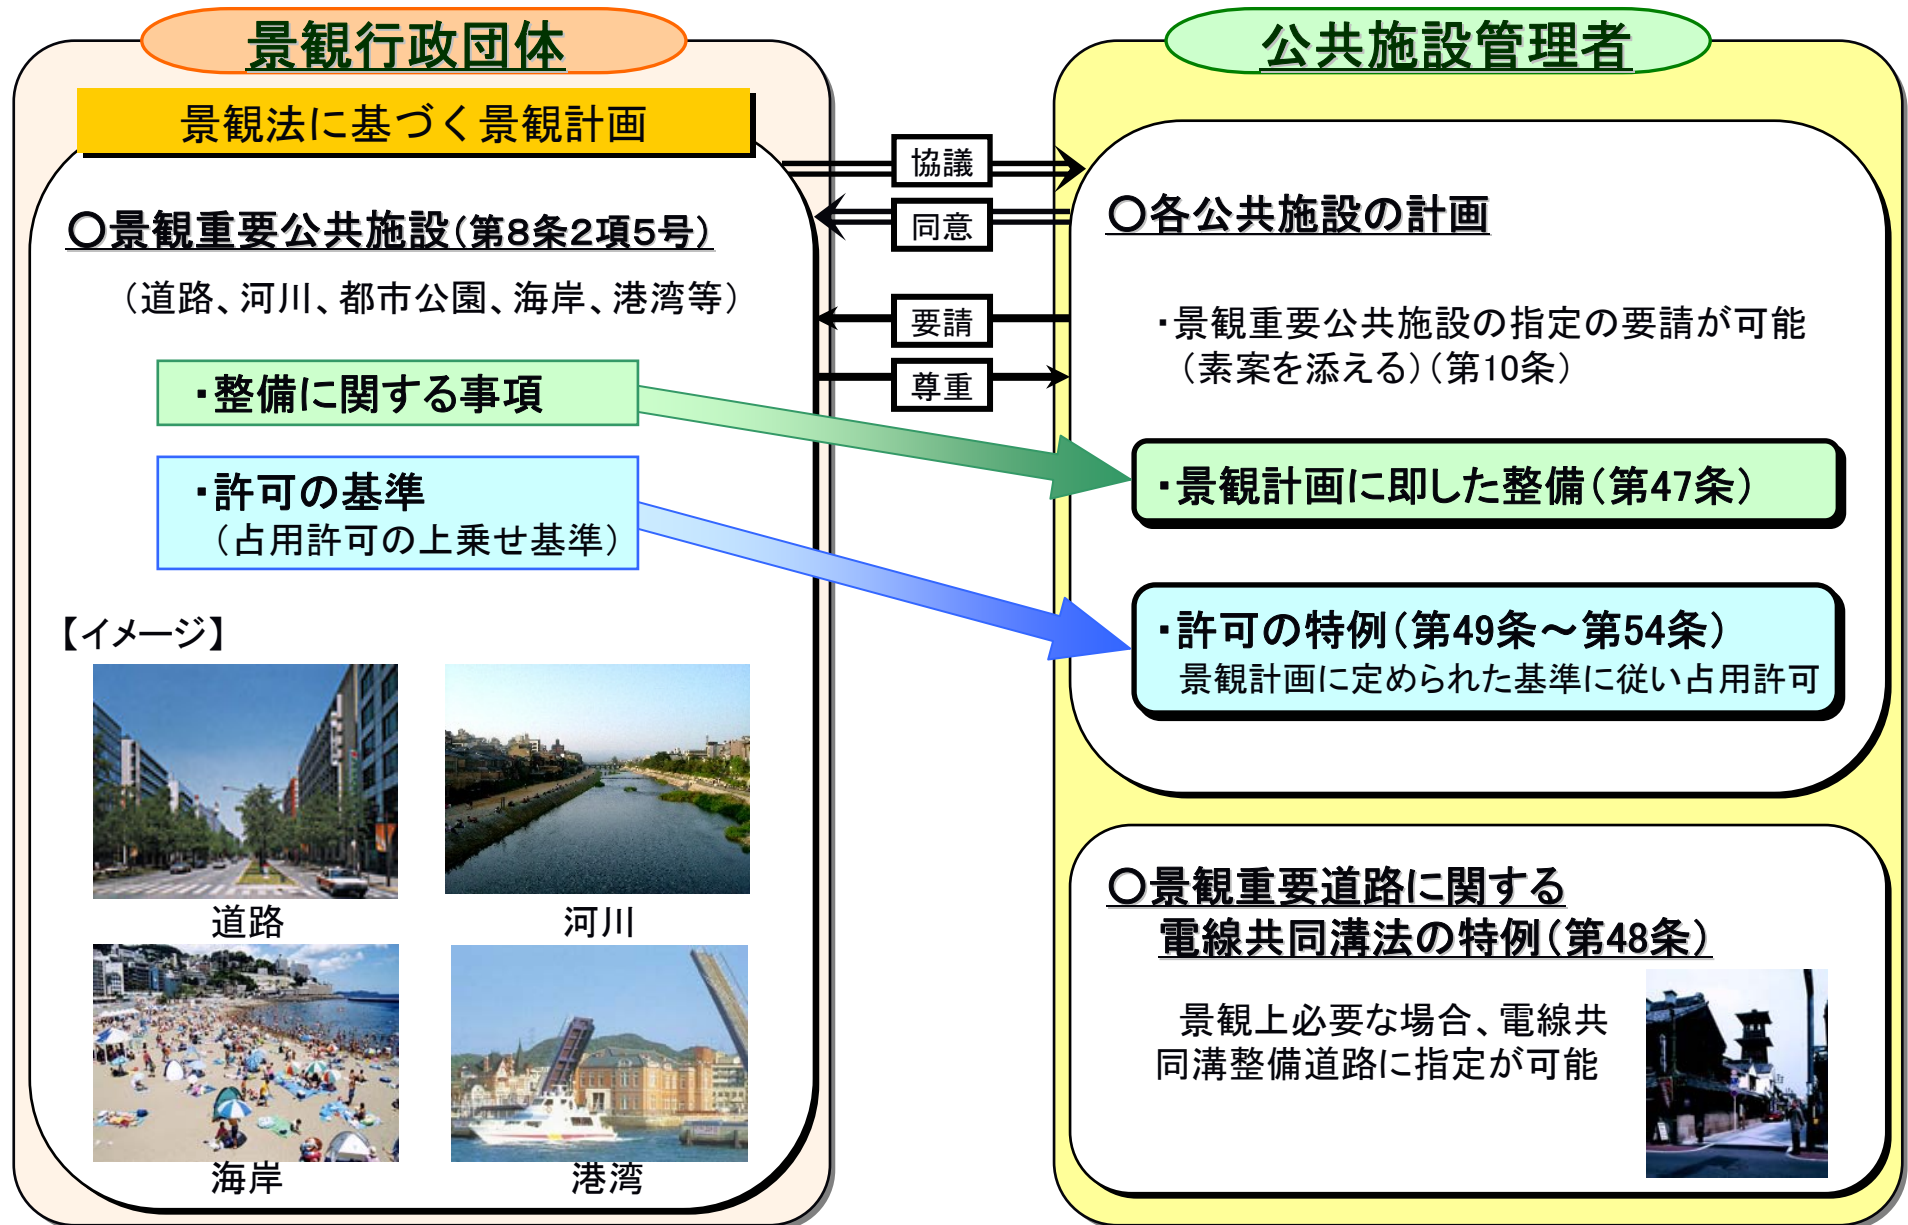 景観行政団体
景観法に基づく景観計画
○景観重要公共施設(第8条2項5号)
（道路、河川、都市公園、海岸、港湾等）
・整備に関する事項
・許可の基準
（占用許可の上乗せ基準）
【イメージ】
道路
河川
海岸
港湾
協議
同意
要請
尊重
公共施設管理者
○各公共施設の計画
・景観重要公共施設の指定の要請が可能
（素案を添える）（第10条）
・景観計画に即した整備（第47条）
・許可の特例（第49条～第54条）
景観計画に定められた基準に従い占用許可
○景観重要道路に関する
電線共同溝法の特例（第48条）
景観上必要な場合、電線共
同溝整備道路に指定が可能